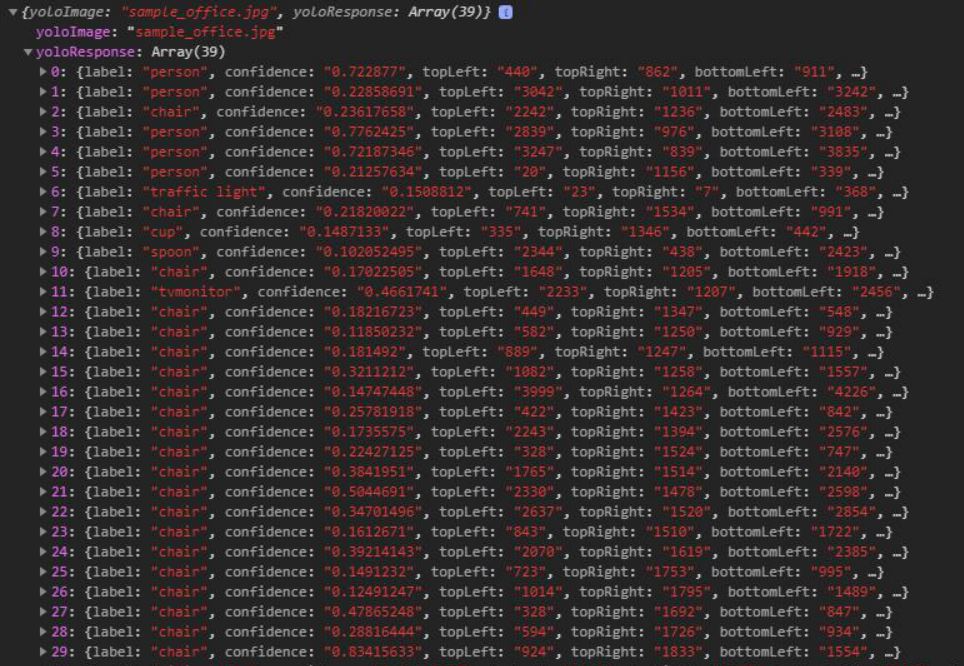 ▼{yoloImage: "sample_office.jpg", yoloResponse: Array(39)} i
yoloImage: "sample_office.jpg"
▼yoloResponse: Array(39)
▶0: {label: "person", confidence: "0.722877", topLeft: "440", topRight: "862", bottomLeft: "911", …}
▶1: {label: "person", confidence: "0.22858691", topLeft: "3042", topRight: "1011", bottomLeft: "3242", …}
▶2: {label: "chair", confidence: "0.23617658", topLeft: "2242", topRight: "1236", bottomLeft: "2483", …}
▶3: {label: "person", confidence: "0.7762425", topLeft: "2839", topRight: "976", bottomLeft: "3108", …}
▶4: {label: "person", confidence: "0.72187346", topLeft: "3247", topRight: "839", bottomLeft: "3835", …}
▶5: {label: "person", confidence: "0.21257634", topLeft: "20", topRight: "1156", bottomLeft: "339", …}
▶6: {label: "traffic light", confidence: "0.1508812", topLeft: "23", topRight: "7", bottomLeft: "368", …}
▶7: {label: "chair", confidence: "0.21820022", topLeft: "741", topRight: "1534", bottomLeft: "991", …}
▶8: {label: "cup", confidence: "0.1487133", topLeft: "335", topRight: "1346", bottomLeft: "442", …}
▶9: {label: "spoon", confidence: "0.102052495", topLeft: "2344", topRight: "438", bottomLeft: "2423", …}
▶10: {label: "chair", confidence: "0.17022505", topLeft: "1648", topRight: "1205", bottomLeft: "1918", …}
▶11: {label: "tvmonitor", confidence: "0.4661741", topLeft: "2233", topRight: "1207", bottomLeft: "2456", …}
▶12: {label: "chair", confidence: "0.18216723", topLeft: "449", topRight: "1347", bottomLeft: "548", …}
▶13: {label: "chair", confidence: "0.11850232", topLeft: "582", topRight: "1250", bottomLeft: "929", …}
▶14: {label: "chair", confidence: "0.181492", topLeft: "889", topRight: "1247", bottomLeft: "1115", …}
▶15: {label: "chair", confidence: "0.3211212", topLeft: "1082", topRight: "1258", bottomLeft: "1557", …}
▶16: {label: "chair", confidence: "0.14747448", topLeft: "3999", topRight: "1264", bottomLeft: "4226", …}
▶17: {label: "chair", confidence: "0.25781918", topLeft: "422", topRight: "1423", bottomLeft: "842", …}
▶18: {label: "chair", confidence: "0.1735575", topLeft: "2243", topRight: "1394", bottomLeft: "2576", …}
▶19: {label: "chair", confidence: "0.22427125", topLeft: "328", topRight: "1524", bottomLeft: "747", …}
▶20: {label: "chair", confidence: "0.3841951", topLeft: "1765", topRight: "1514", bottomLeft: "2140", …}
▶21: {label: "chair", confidence: "0.5044691", topLeft: "2330", topRight: "1478", bottomLeft: "2598", …}
▶22: {label: "chair", confidence: "0.34701496", topLeft: "2637", topRight: "1520", bottomLeft: "2854", …}
▶23: {label: "chair", confidence: "0.1612671", topLeft: "843", topRight: "1510", bottomLeft: "1722", …}
▶24: {label: "chair", confidence: "0.39214143", topLeft: "2070", topRight: "1619", bottomLeft: "2385", …}
▶25: {label: "chair", confidence: "0.1491232", topLeft: "723", topRight: "1753", bottomLeft: "995", …}
▶26: {label: "chair", confidence: "0.12491247", topLeft: "1014", topRight: "1795", bottomLeft: "1489", …}
▶27: {label: "chair", confidence: "0.47865248", topLeft: "328", topRight: "1692", bottomLeft: "847", …}
▶28: {label: "chair", confidence: "0.28816444", topLeft: "594", topRight: "1726", bottomLeft: "934", …}
▶29: {label: "chair", confidence: "0.83415633", topLeft: "924", topRight: "1833", bottomLeft: "1554", …}